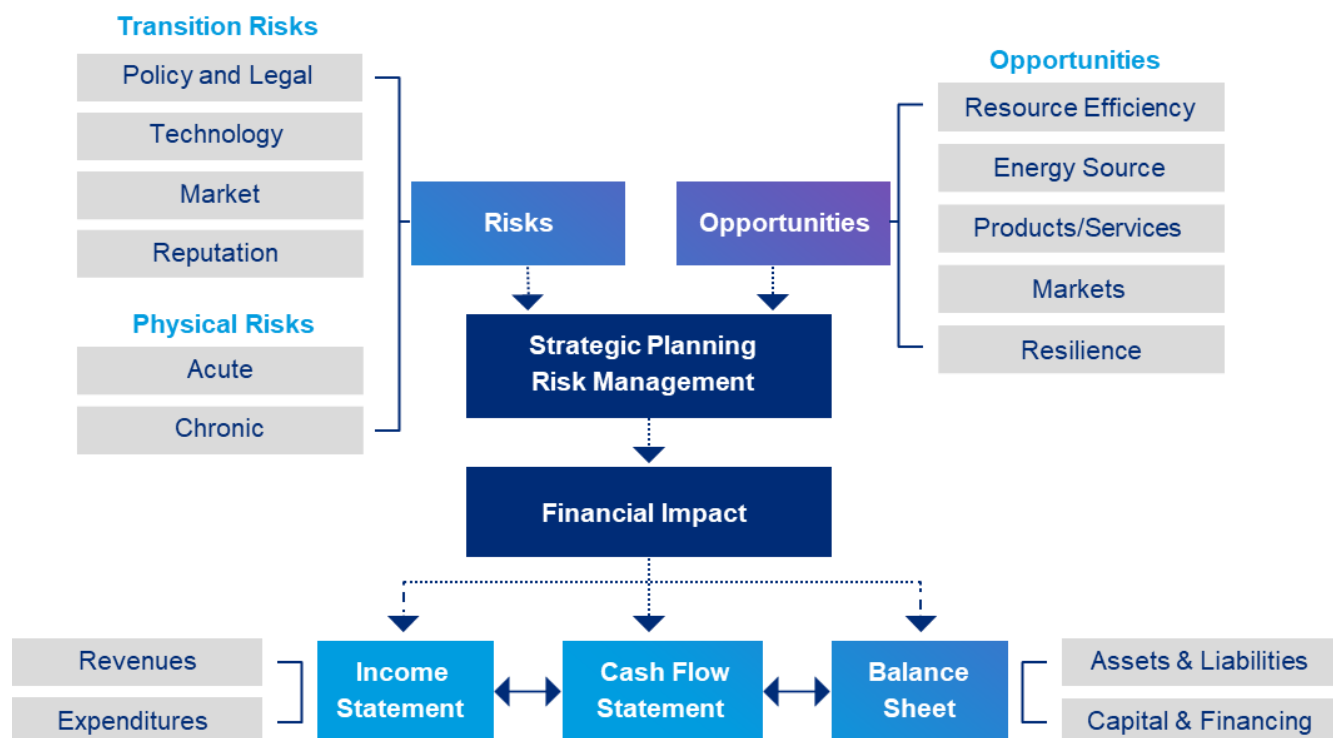 Transition Risks
Policy and Legal
Technology
Market
Reputation
Physical Risks
Acute
Chronic
Risks
Opportunities
Opportunities
Resource Efficiency
Energy Source
Products/Services
Markets
Resilience
Strategic Planning
Risk Management
Financial Impact
Revenues
Expenditures
Income
Statement
Cash Flow
Statement
Balance
Sheet
Assets & Liabilities
Capital & Financing